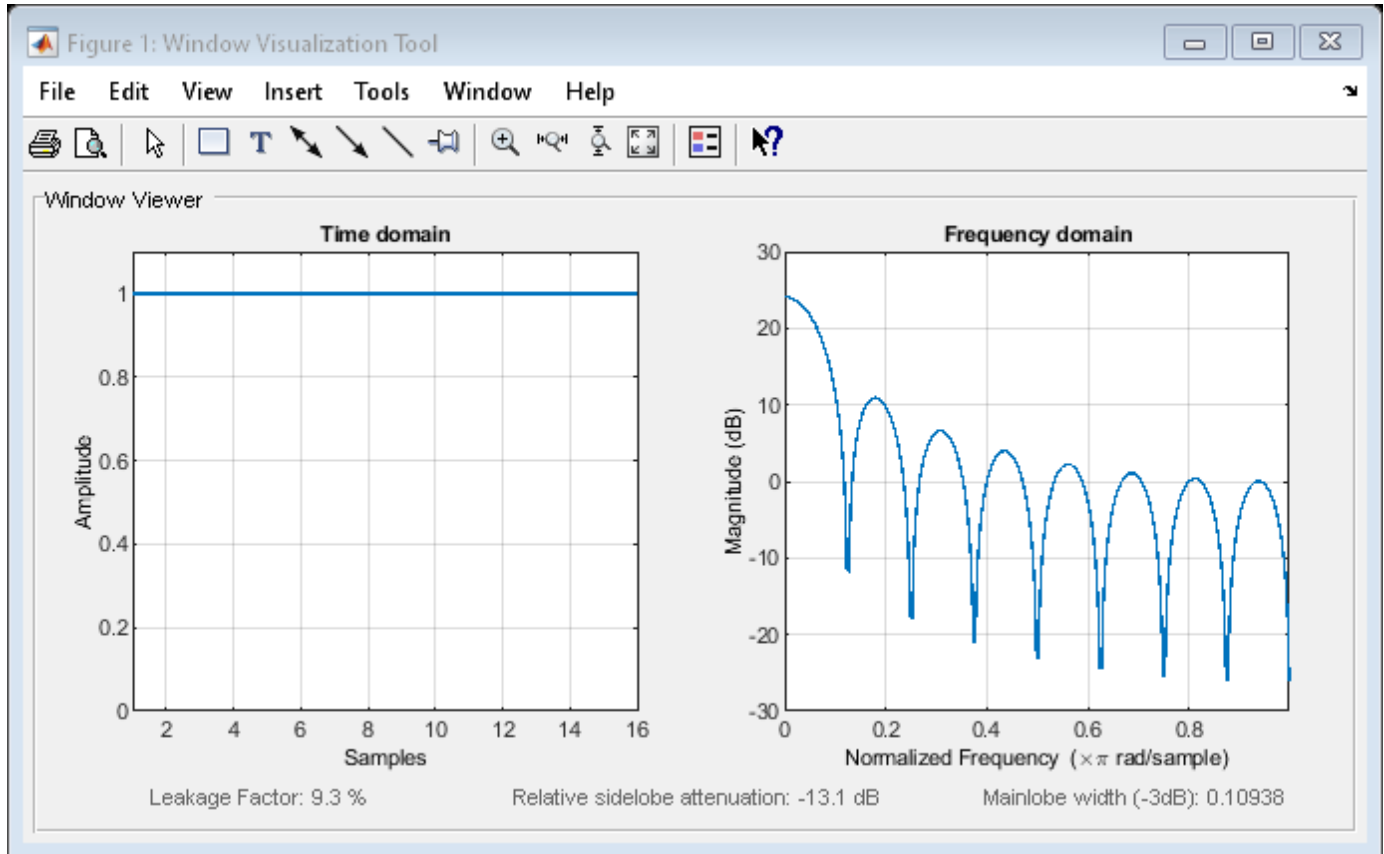 Figure 1: Window Visualization Tool
File Edit View Insert Tools Window Help
T
?
Window Viewer
Time domain
1
0.8
0.6
0.4
0.2
0
Amplitude
2 4 6 8 10 12 14 16
Samples
Frequency domain
30
20
10
0
-10
-20
-30
Magnitude (dB)
0 0.2 0.4 0.6 0.8
Normalized Frequency (×π rad/sample)
Leakage Factor: 9.3 % Relative sidelobe attenuation: -13.1 dB Mainlobe width (-3dB): 0.10938